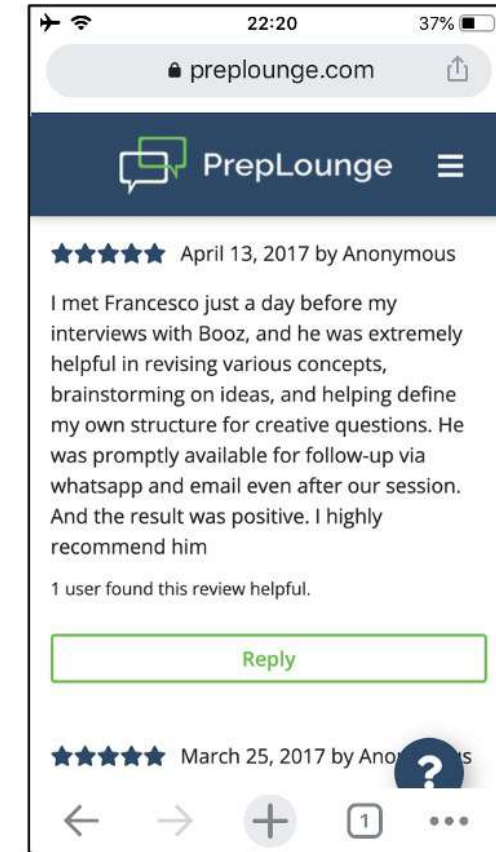 22:20
37%
preplounge.com
PrepLounge
April 13, 2017 by Anonymous
I met Francesco just a day before my
interviews with Booz, and he was extremely
helpful in revising various concepts,
brainstorming on ideas, and helping define
my own structure for creative questions. He
was promptly available for follow-up via
whatsapp and email even after our session.
And the result was positive. I highly
recommend him
1 user found this review helpful.
Reply
March 25, 2017 by
?
1